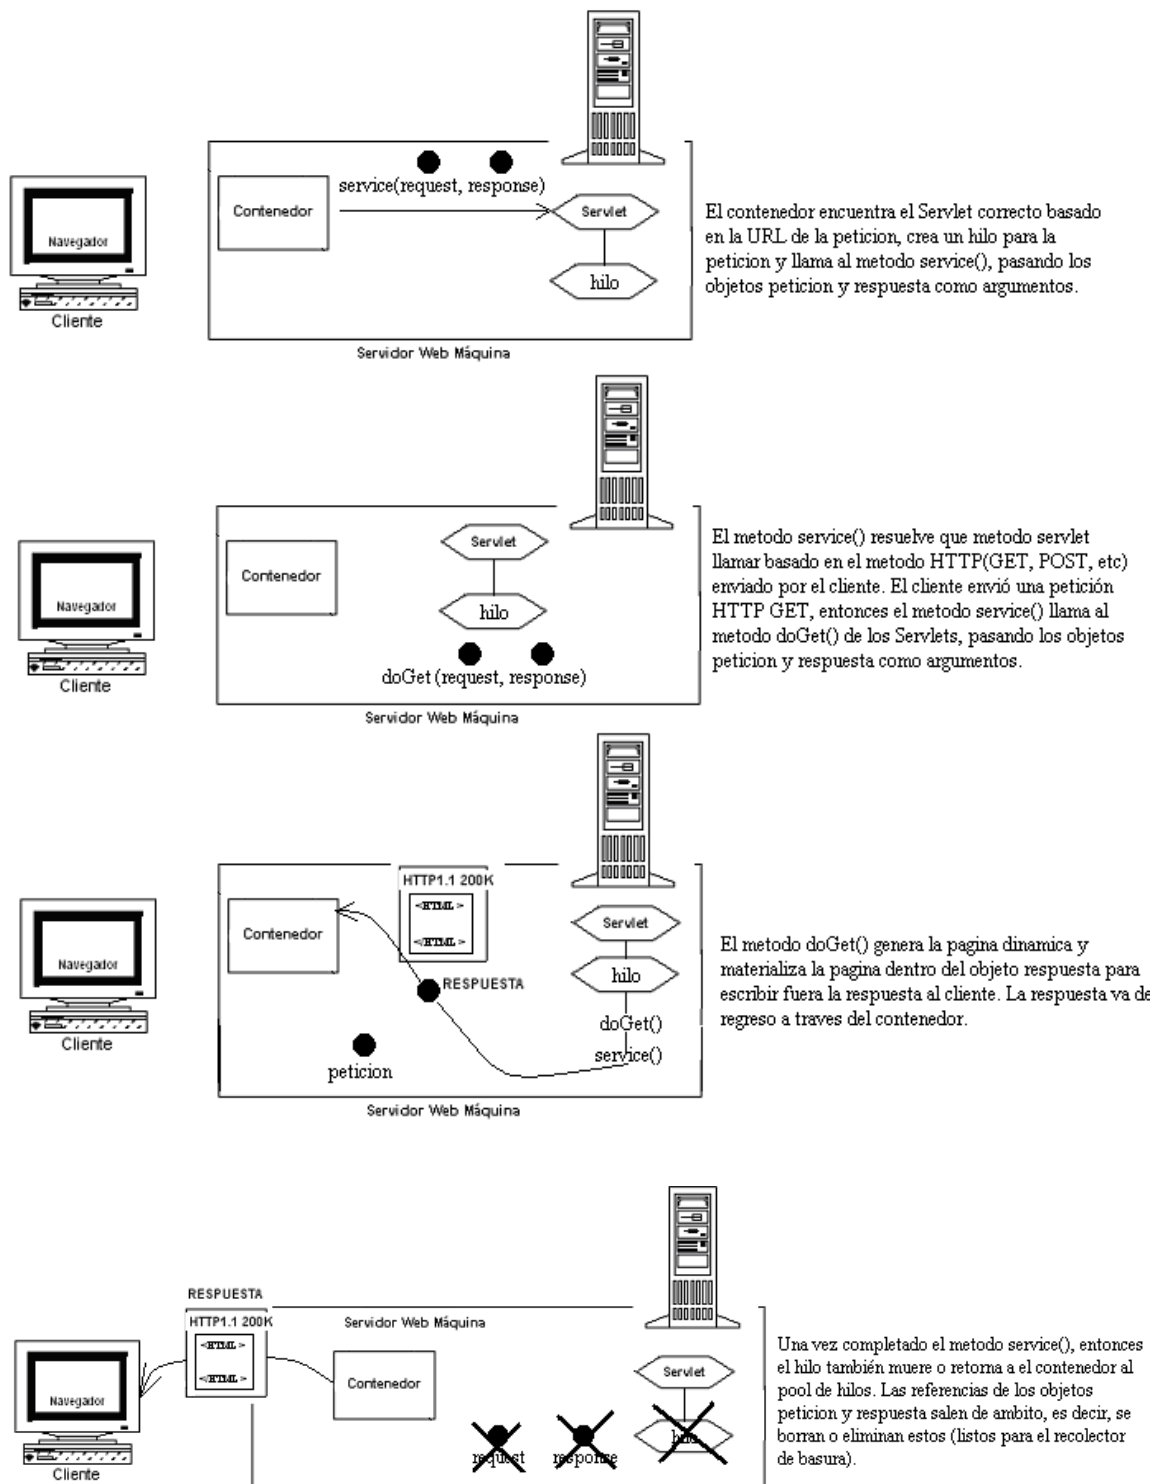 service(request, response)
Contenedor
Servlet
hilo
Navegador
Cliente
Servidor Web Máquina
El contenedor encuentra el Servlet correcto basado
en la URL de la peticion, crea un hilo para la
peticion y llama al metodo service(), pasando los
objetos peticion y respuesta como argumentos.
Servlet
Contenedor
hilo
Navegador
doGet (request, response)
Cliente
Servidor Web Máquina
El metodo service() resuelve que metodo servlet
llamar basado en el metodo HTTP(GET, POST, etc)
enviado por el cliente. El cliente envió una petición
HTTP GET, entonces el metodo service() llama al
metodo doGet() de los Servlets, pasando los objetos
peticion y respuesta como argumentos.
HTTP1.1 200K
<HTML >
</HTML >
Contenedor
Servlet
Navegador
hilo
RESPUESTA
doGet()
service()
peticion
Cliente
Servidor Web Máquina
El metodo doGet() genera la pagina dinamica y
materializa la pagina dentro del objeto respuesta para
escribir fuera la respuesta al cliente. La respuesta va de
regreso a traves del contenedor.
RESPUESTA
HTTP1.1 200K
<HTML >
</HTML >
Servidor Web Máquina
Contenedor
Servlet
Navegador
hilo
request
response
Cliente
Una vez completado el metodo service(), entonces
el hilo también muere o retorna a el contenedor al
pool de hilos. Las referencias de los objetos
peticion y respuesta salen de ambito, es decir, se
borran o eliminan estos (listos para el recolector
de basura).